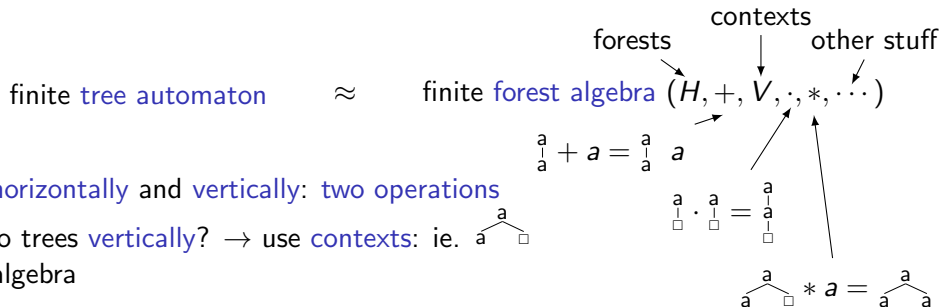 contexts
forests
other stuff
finite tree automaton ≈ finite forest algebra (H, +, V, ·, ∗, · · · )
a a + a = a a a
horizontally and vertically: two operations
a □ · a □ = a a □
o trees vertically? → use contexts: ie. a a □
algebra
a a □ ∗ a = a a a